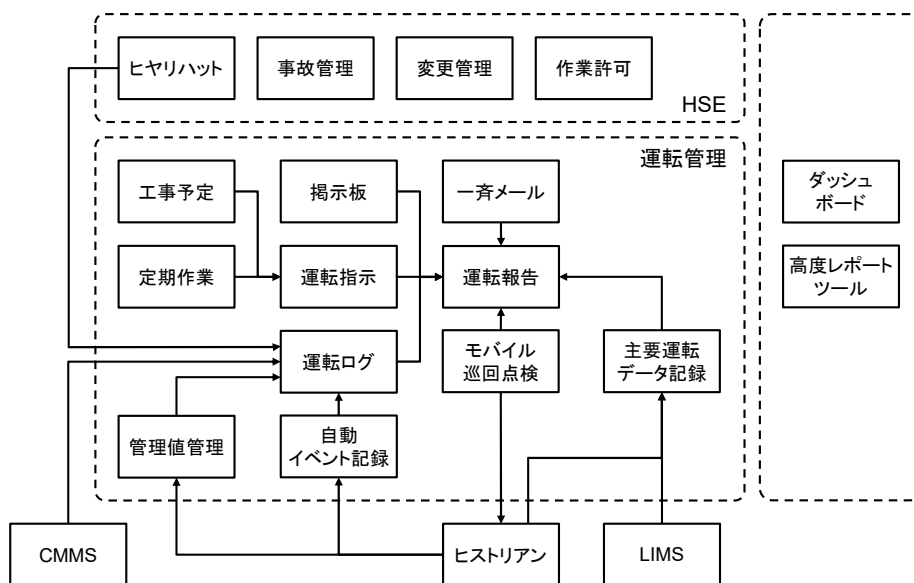 ヒヤリハット
事故管理
変更管理
作業許可
HSE
運転管理
工事予定
掲示板
一斉メール
ダッシュ
ボード
定期作業
運転指示
運転報告
高度レポート
ツール
運転ログ
モバイル
巡回点検
主要運転
データ記録
管理値管理
自動
イベント記録
CMMS
ヒストリアン
LIMS